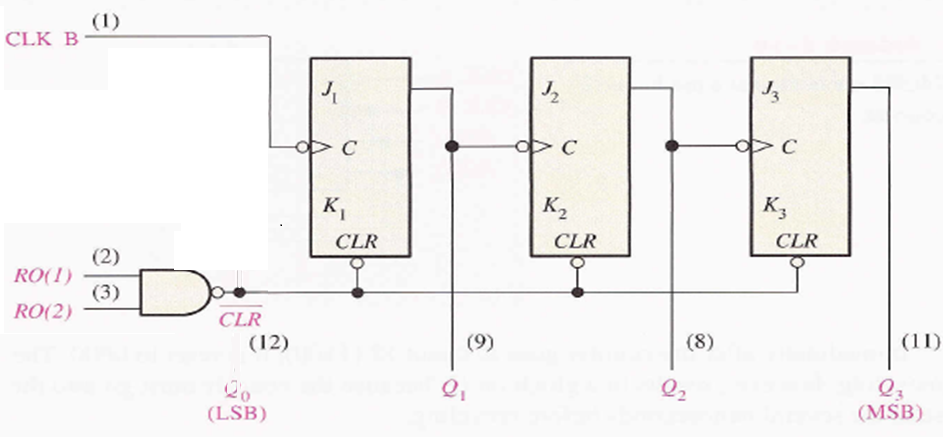 (1)
CLK B
J1 J2 J3
C C C
K1 K2 K3
CLR CLR CLR
(2)
RO(1)
(3)
RO(2)
CLR
(12) (9) (8) (11)
Q0 Q1 Q2 Q3
(LSB) (MSB)